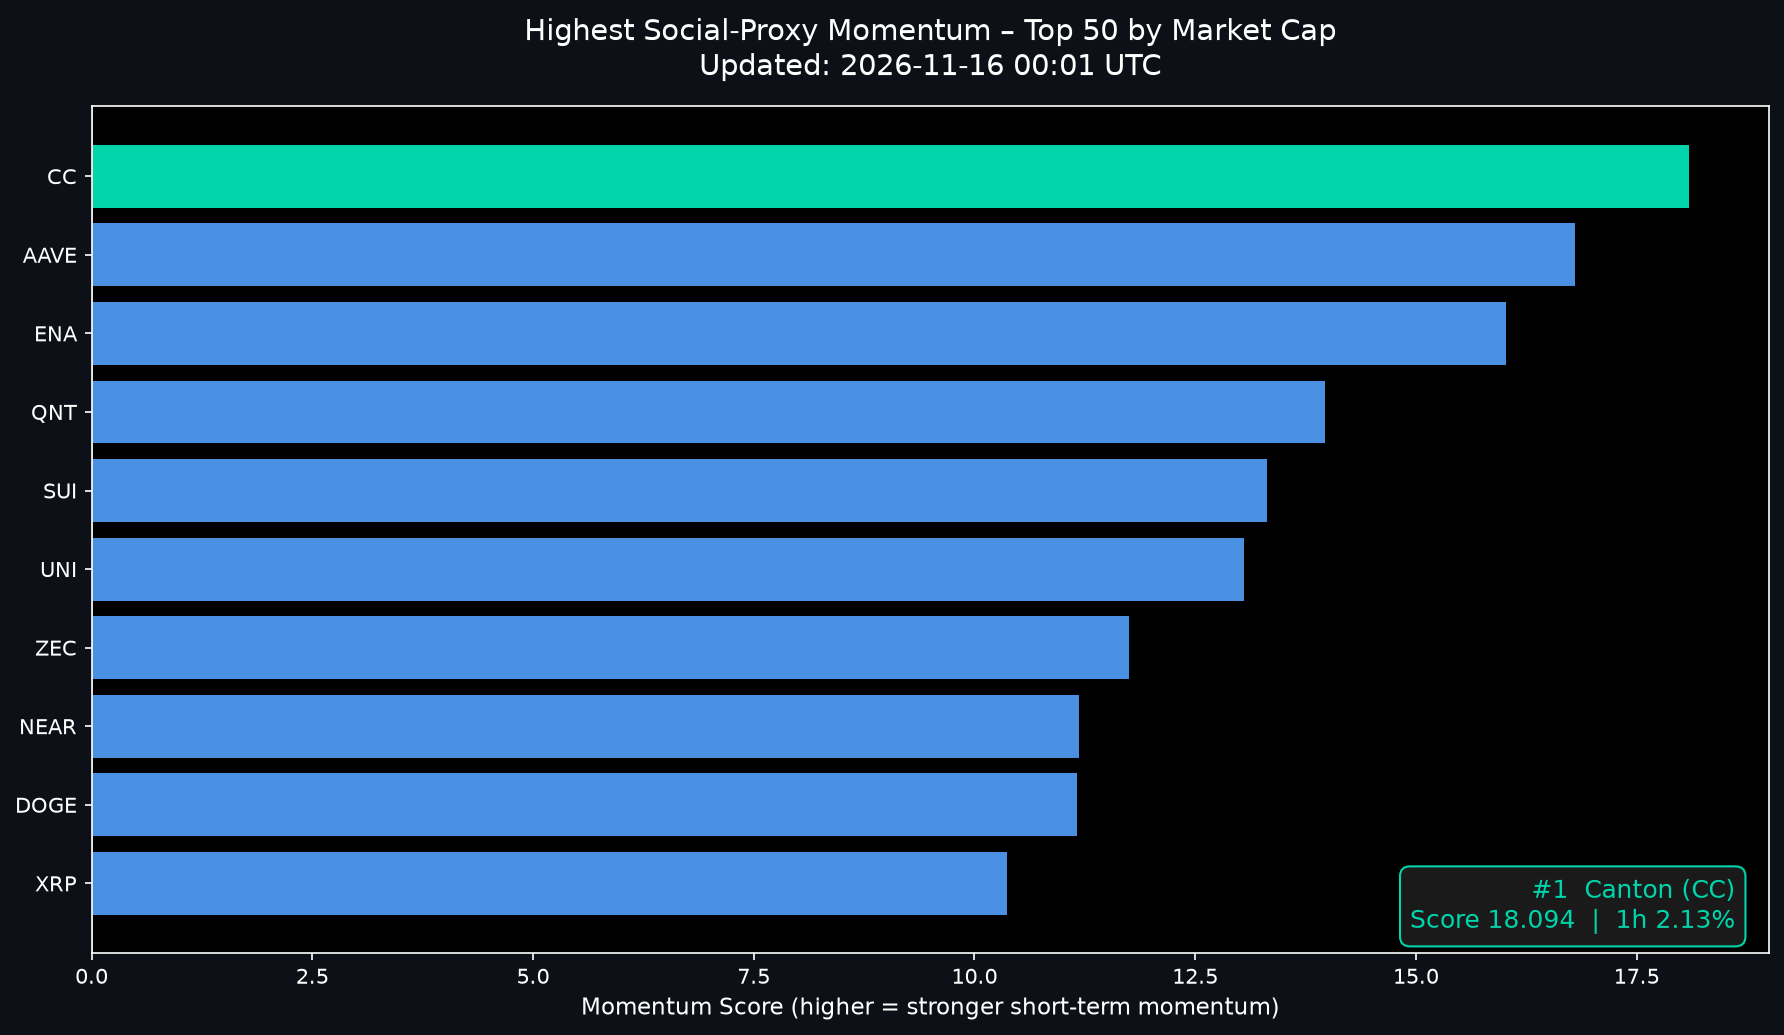 Highest Social-Proxy Momentum – Top 50 by Market Cap
Updated: 2026-11-16 00:01 UTC
CC
AAVE
ENA
QNT
SUI
UNI
ZEC
NEAR
DOGE
XRP
#1 Canton (CC)
Score 18.094 | 1h 2.13%
0.0 2.5 5.0 7.5 10.0 12.5 15.0 17.5
Momentum Score (higher = stronger short-term momentum)